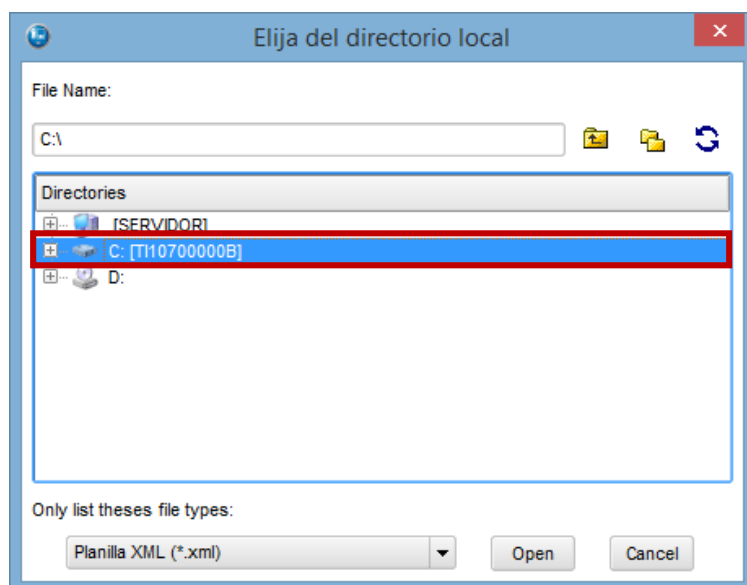 Elija del directorio local
File Name:
C:\
Directories
[SERVIDOR]
C: [TI10700000B]
D:
Only list theses file types:
Planilla XML (*.xml)
Open Cancel